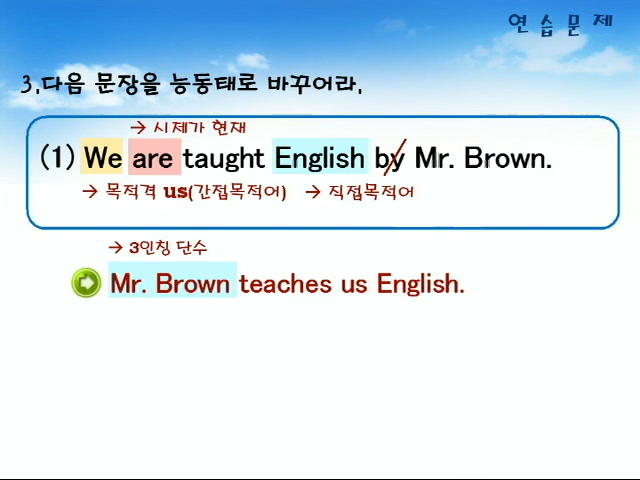 연 습 문 제
3.다음 문장을 능동태로 바꾸어라.
→ 시제가 현재
(1) We are taught English by Mr. Brown.
→ 목적격 us(간접목적어) → 직접목적어
→ 3인칭 단수
Mr. Brown teaches us English.